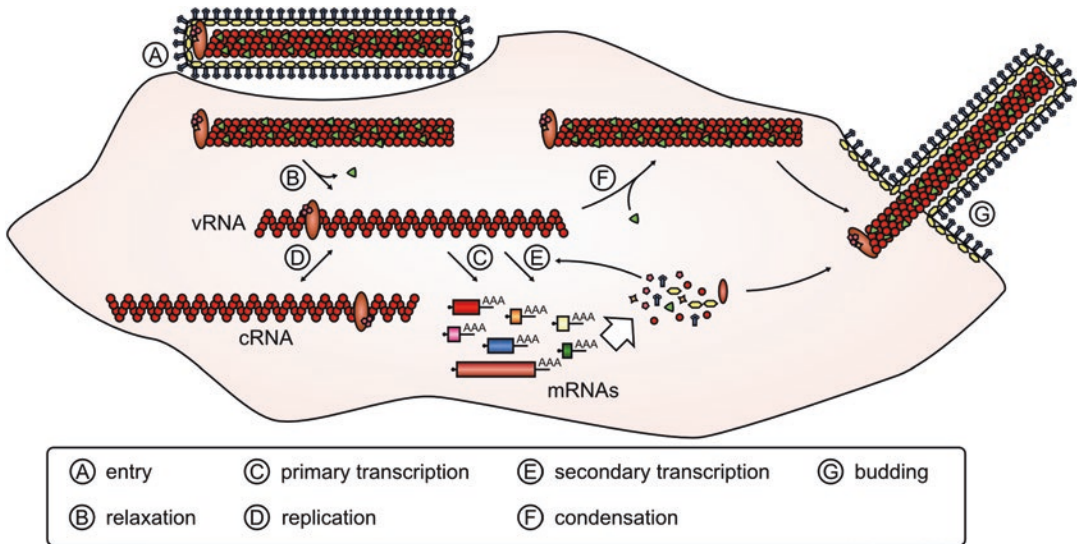 A
B
F
G
vRNA
D
C
E
AAA
AAA
AAA
AAA
AAA
AAA
AAA
cRNA
mRNAs
A entry
C primary transcription
E secondary transcription
G budding
B relaxation
D replication
F condensation